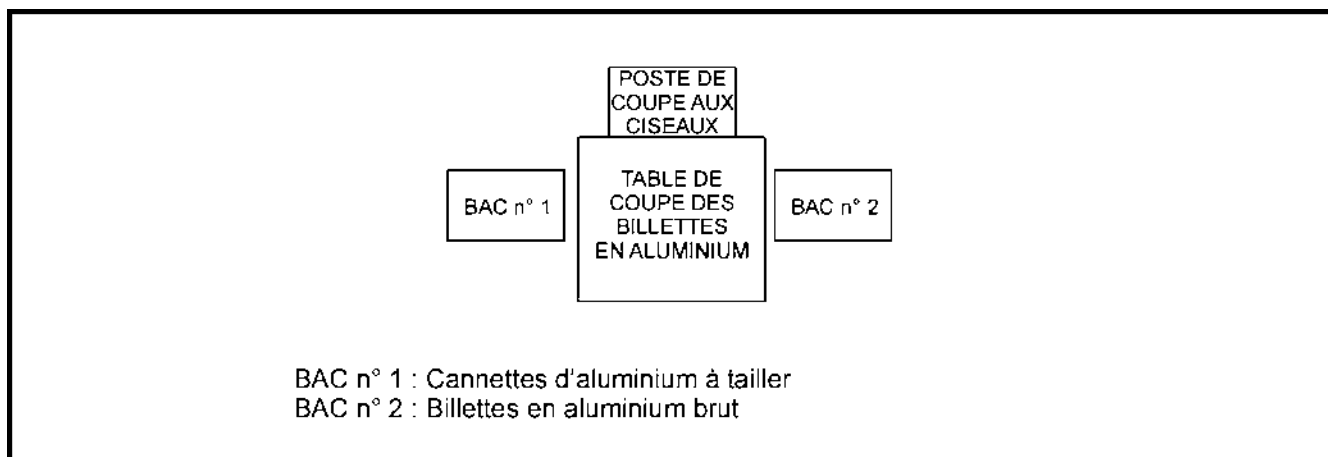 POSTE DE
COUPE AUX
CISEAUX
BAC n° 1
TABLE DE
COUPE DES
BILLETTES
EN ALUMINIUM
BAC n° 2
BAC n° 1 : Cannettes d'aluminium à tailler
BAC n° 2 : Billettes en aluminium brut